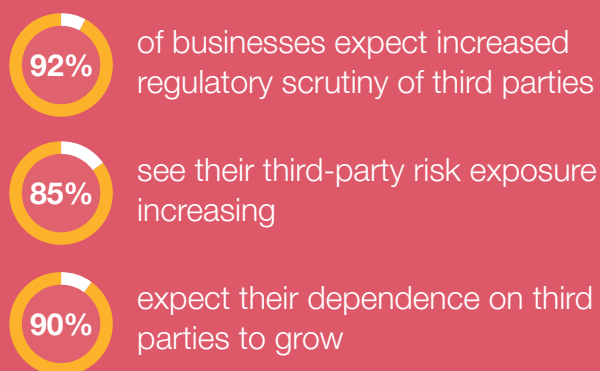 92%
of businesses expect increased
regulatory scrutiny of third parties
85%
see their third-party risk exposure
increasing
90%
expect their dependence on third
parties to grow